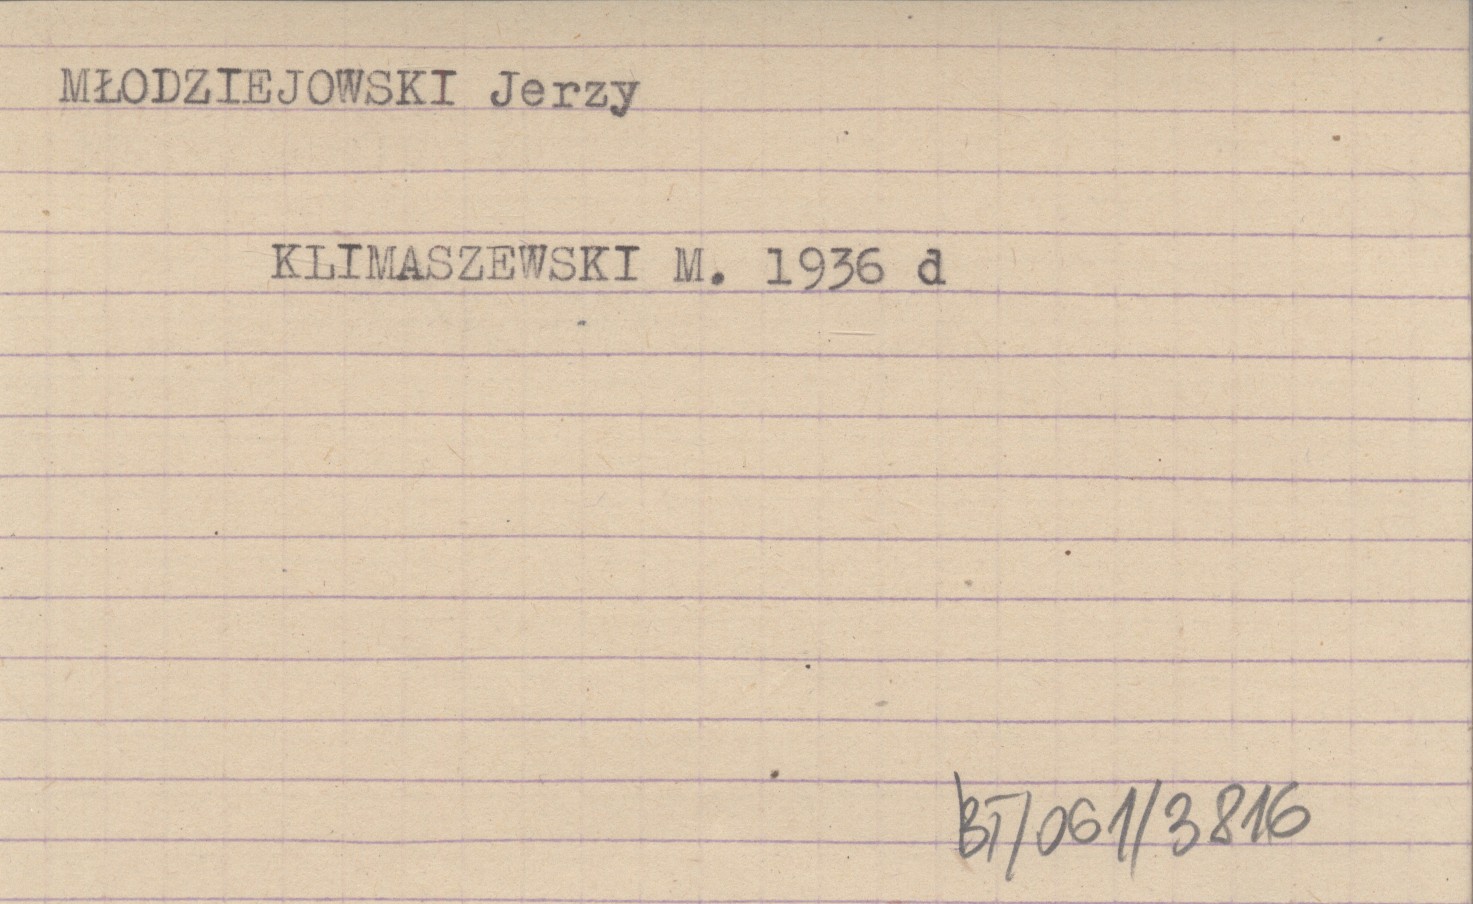 MŁODZIEJOWSKI Jerzy
KLIMASZEWSKI M. 1936 d
BT/061/3816